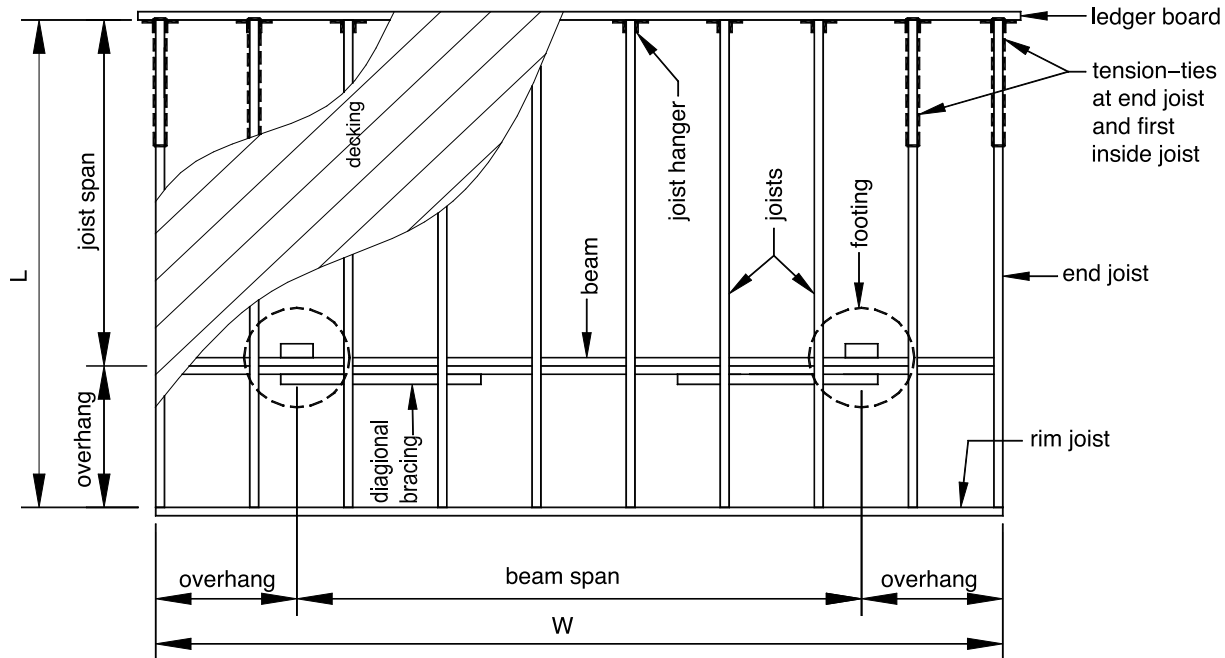 ledger board
tension–ties
at end joist
and first
inside joist
decking
joist hanger
joists
footing
joist span
L
beam
end joist
overhang
diagional
bracing
rim joist
overhang
beam span
overhang
W